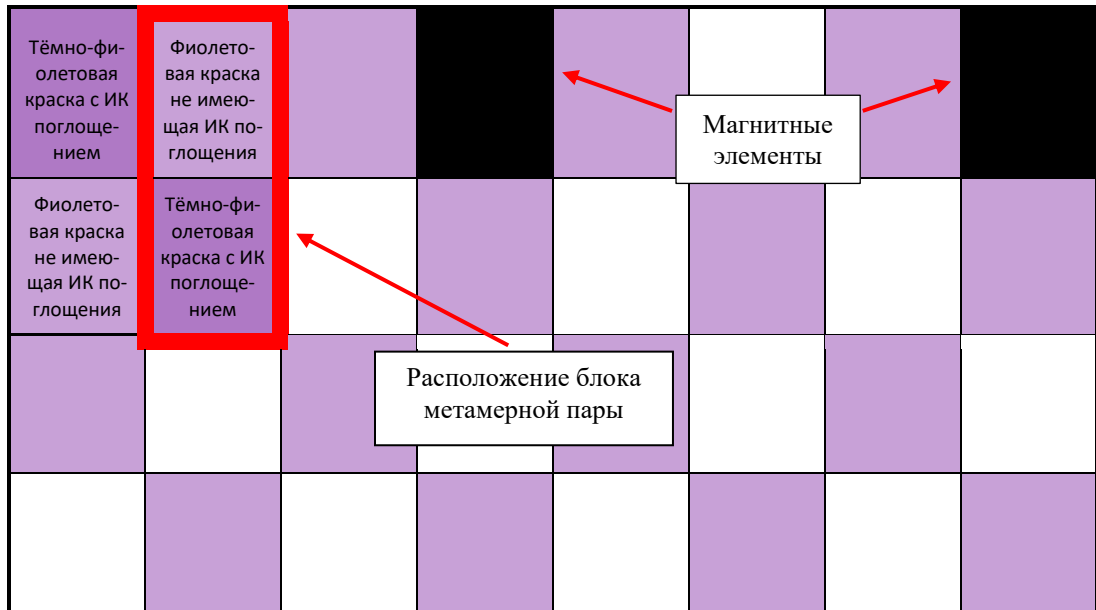 Тёмно-фи-
олетовая
краска с ИК
поглоще-
нием
Фиолето-
вая краска
не имею-
щая ИК по-
глощения
Магнитные
элементы
Фиолето-
вая краска
не имею-
щая ИК по-
глощения
Тёмно-фи-
олетовая
краска с ИК
поглоще-
нием
Расположение блока
метамерной пары